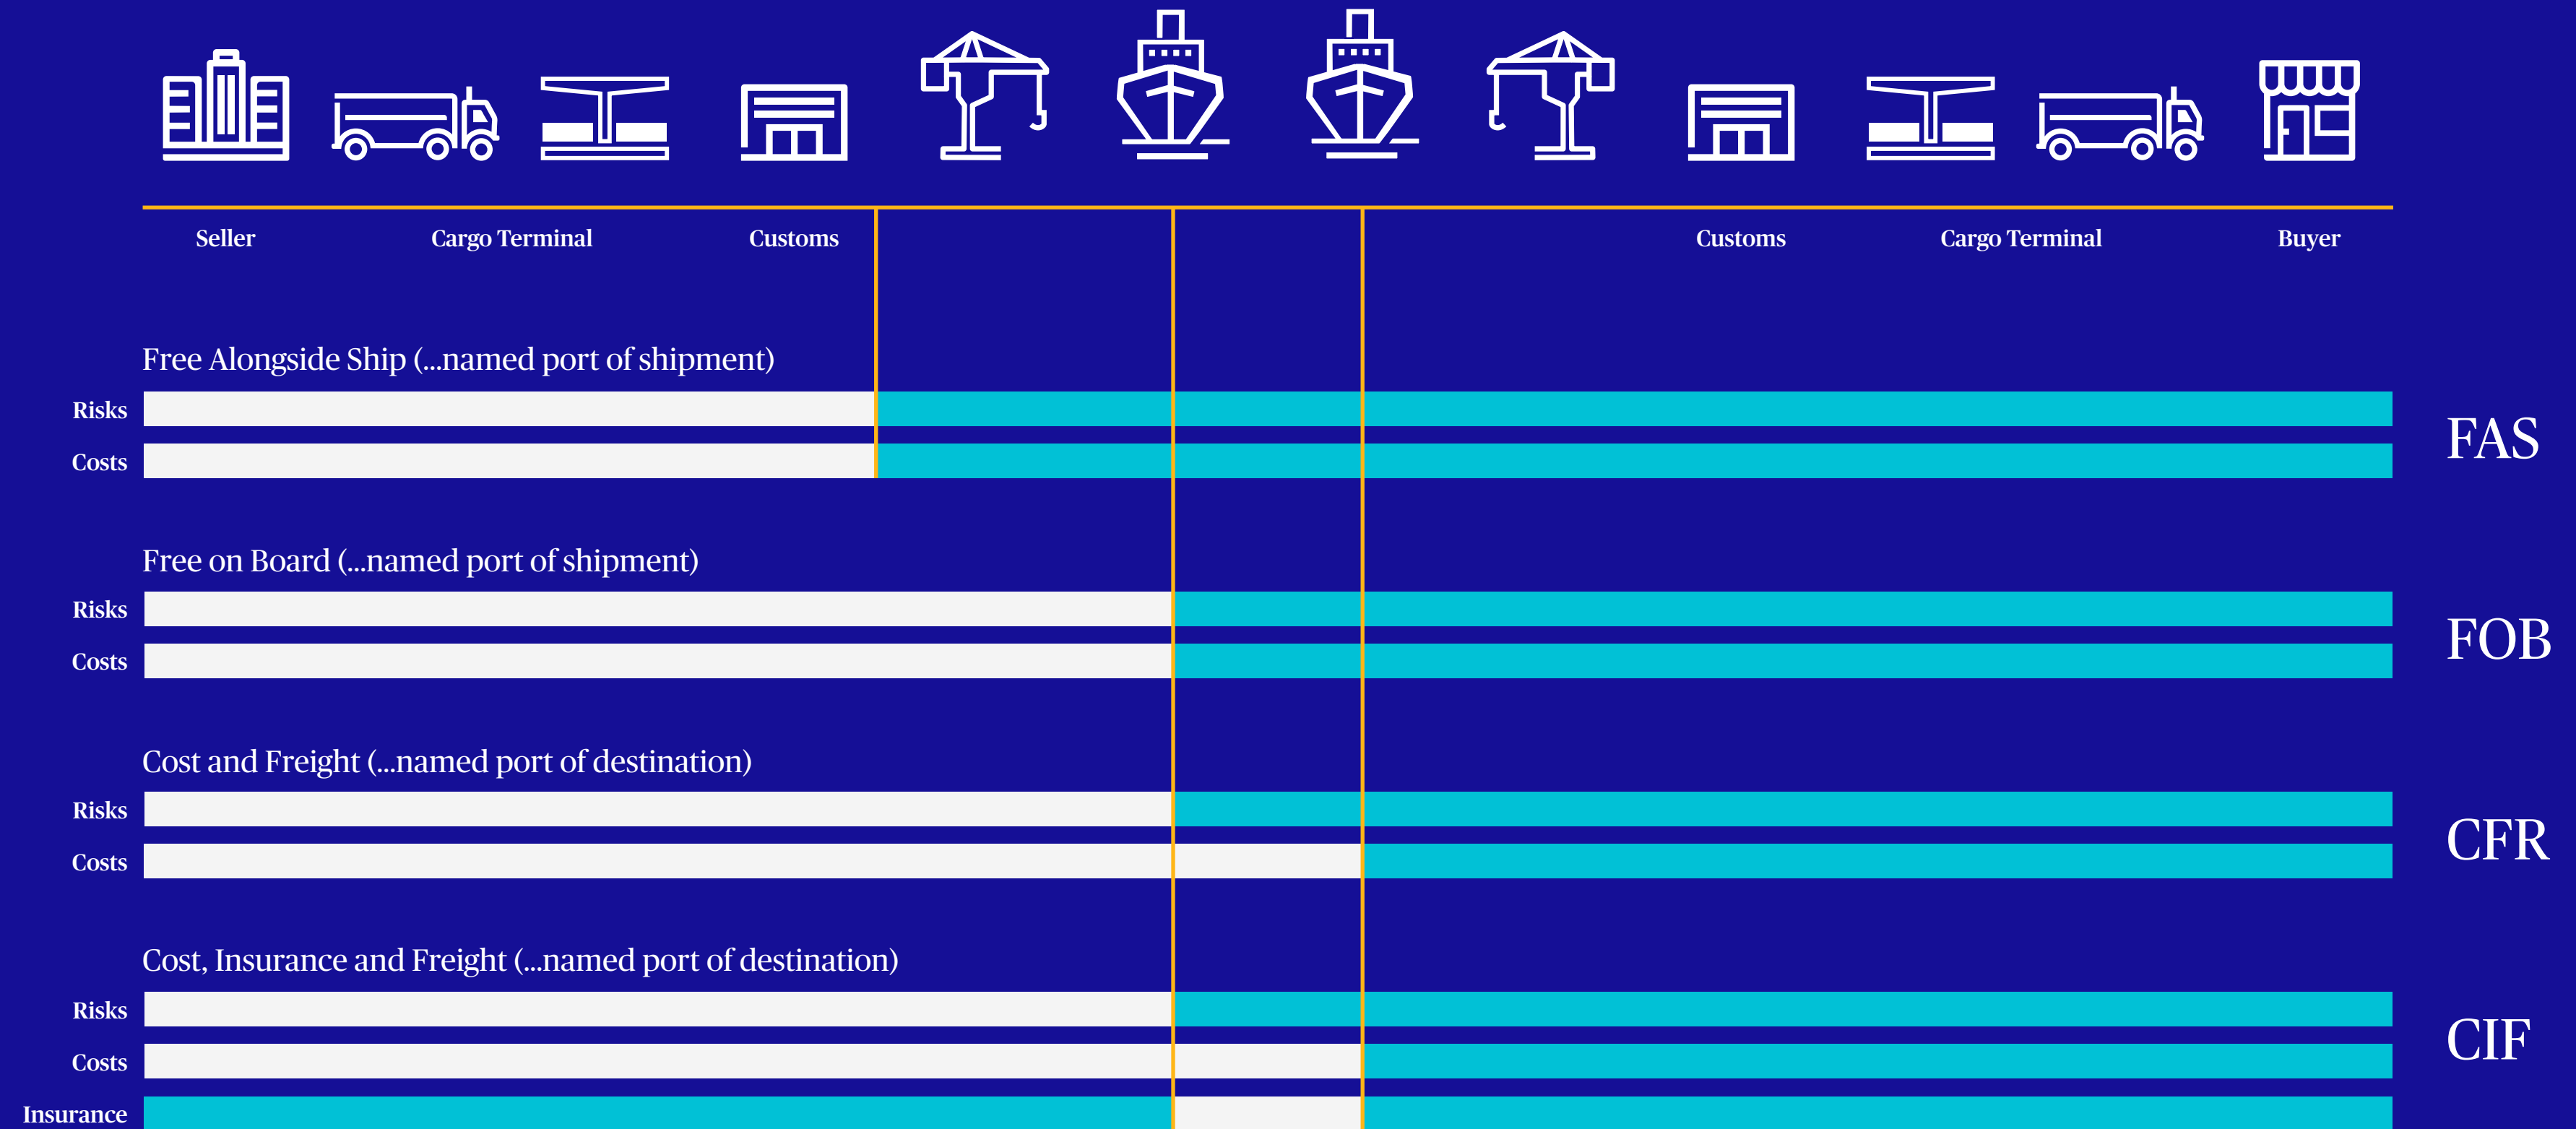 Seller
Cargo Terminal
Customs
Customs
Cargo Terminal
Buyer
Free Alongside Ship (...named port of shipment)
Risks
Costs
FAS
Free on Board (...named port of shipment)
Risks
Costs
FOB
Cost and Freight (...named port of destination)
Risks
Costs
CFR
Cost, Insurance and Freight (...named port of destination)
Risks
Costs
CIF
Insurance